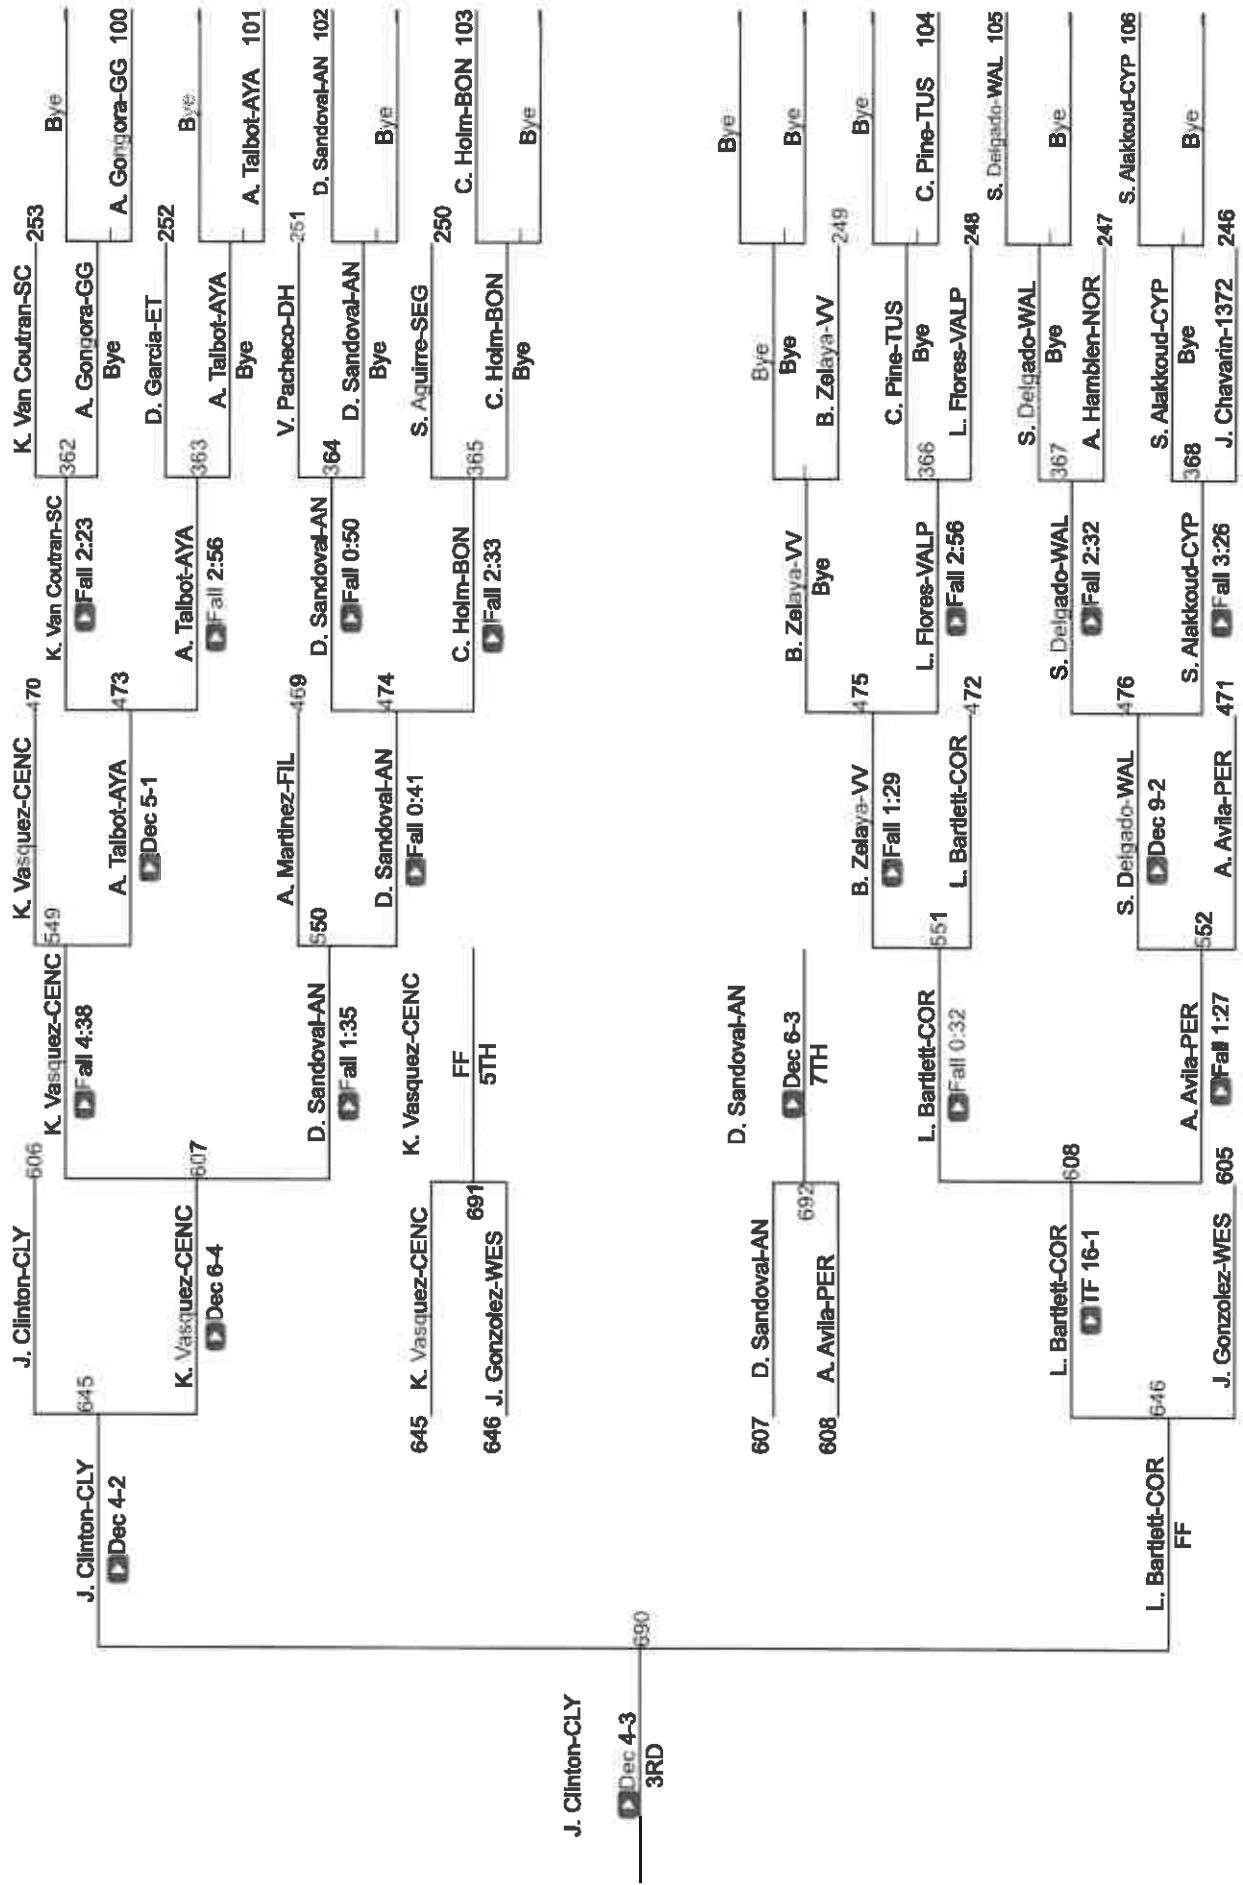 J. Clinton-CLY
Dec 4-3
3RD
J. Clinton-CLY
Dec 4-2
690
L. Bartlett-COR
FF
J. Clinton-CLY
645
K. Vasquez-CENC
Dec 6-4
645 K. Vasquez-CENC
646 J. Gonzolez-WES
607 D. Sandoval-AN
608 A. Avila-PER
L. Bartlett-COR
TF 16-1
646
J. Gonzolez-WES
606
K. Vasquez-CENC
Fall 4:38
607
D. Sandoval-AN
Fall 1:35
K. Vasquez-CENC
FF
691
5TH
D. Sandoval-AN
Dec 6-3
692
7TH
L. Bartlett-COR
Fall 0:32
608
A. Avila-PER
Fall 1:27
605
K. Vasquez-CENC
549
A. Talbot-AYA
Dec 5-1
A. Martinez-FIL
550
D. Sandoval-AN
Fall 0:41
B. Zelaya-VV
Fall 1:29
551
L. Bartlett-COR
S. Delgado-WAL
Dec 9-2
552
A. Avila-PER
470
K. Van Coutran-SC
Fall 2:23
473
A. Talbot-AYA
Fall 2:56
469
D. Sandoval-AN
Fall 0:50
474
C. Holm-BON
Fall 2:33
B. Zelaya-VV
Bye
475
L. Flores-VALP
Fall 2:56
472
S. Delgado-WAL
Fall 2:32
476
S. Alakkoud-CYP
Fall 3:26
471
K. Van Coutran-SC 253
362
A. Gongora-GG
Bye
D. Garcia-ET 252
363
A. Talbot-AYA
Bye
V. Pacheco-DH 251
364
D. Sandoval-AN
Bye
S. Aguirre-SEG 250
365
C. Holm-BON
Bye
Bye
Bye
B. Zelaya-VV 249
C. Pine-TUS
Bye
366
L. Flores-VALP 248
S. Delgado-WAL
Bye
367
A. Hamblen-NOR 247
S. Alakkoud-CYP
Bye
368
J. Chavarin-1372 246
Bye
A. Gongora-GG 100
Bye
A. Talbot-AYA 101
D. Sandoval-AN 102
Bye
C. Holm-BON 103
Bye
Bye
Bye
Bye
C. Pine-TUS 104
S. Delgado-WAL 105
Bye
S. Alakkoud-CYP 106
Bye